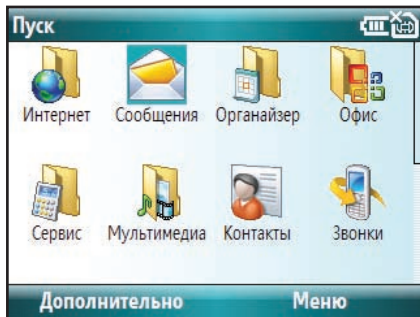 Пуск
Интернет Сообщения Органайзер Офис
Сервис Мультимедиа Контакты Звонки
Дополнительно Меню